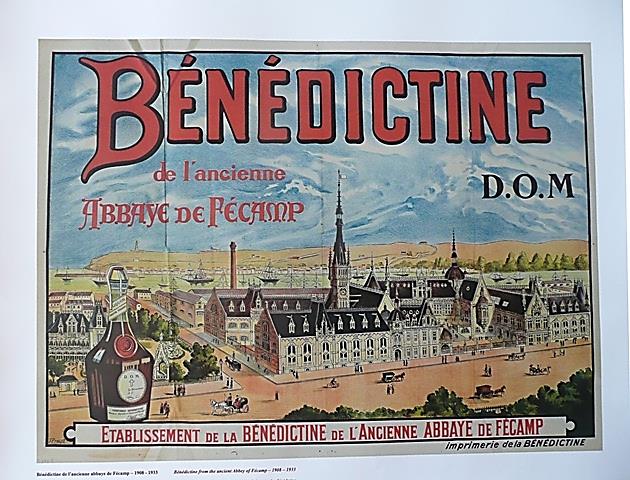 BÉNÉDICTINE
de l'ancienne
ABBAYE DE FÉCAMP
D.O.M
D.O.M
ETABLISSEMENT DE LA BÉNÉDICTINE DE L'ANCIENNE ABBAYE DE FÉCAMP
imprimerie de la BÉNÉDICTINE
Bénédictine de l'ancienne abbaye de Fécamp – 1908 - 1933 Bénédictine from the ancient Abbey of Fécamp – 1908 – 1933